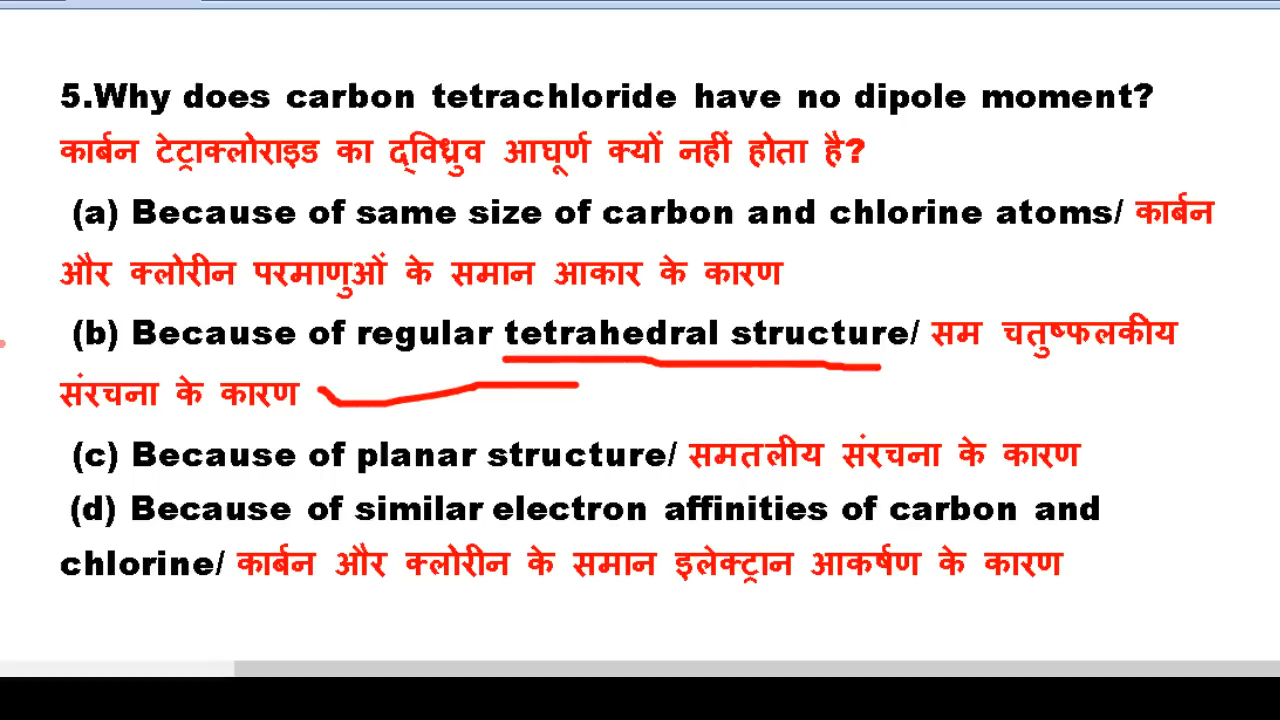 5.Why does carbon tetrachloride have no dipole moment?
कार्बन टेट्राक्लोराइड का द्विध्रुव आघूर्ण क्यों नहीं होता है?
(a) Because of same size of carbon and chlorine atoms/ कार्बन
और क्लोरीन परमाणुओं के समान आकार के कारण
(b) Because of regular tetrahedral structure/ सम चतुष्फलकीय
संरचना के कारण
(c) Because of planar structure/ समतलीय संरचना के कारण
(d) Because of similar electron affinities of carbon and
chlorine/ कार्बन और क्लोरीन के समान इलेक्ट्रान आकर्षण के कारण